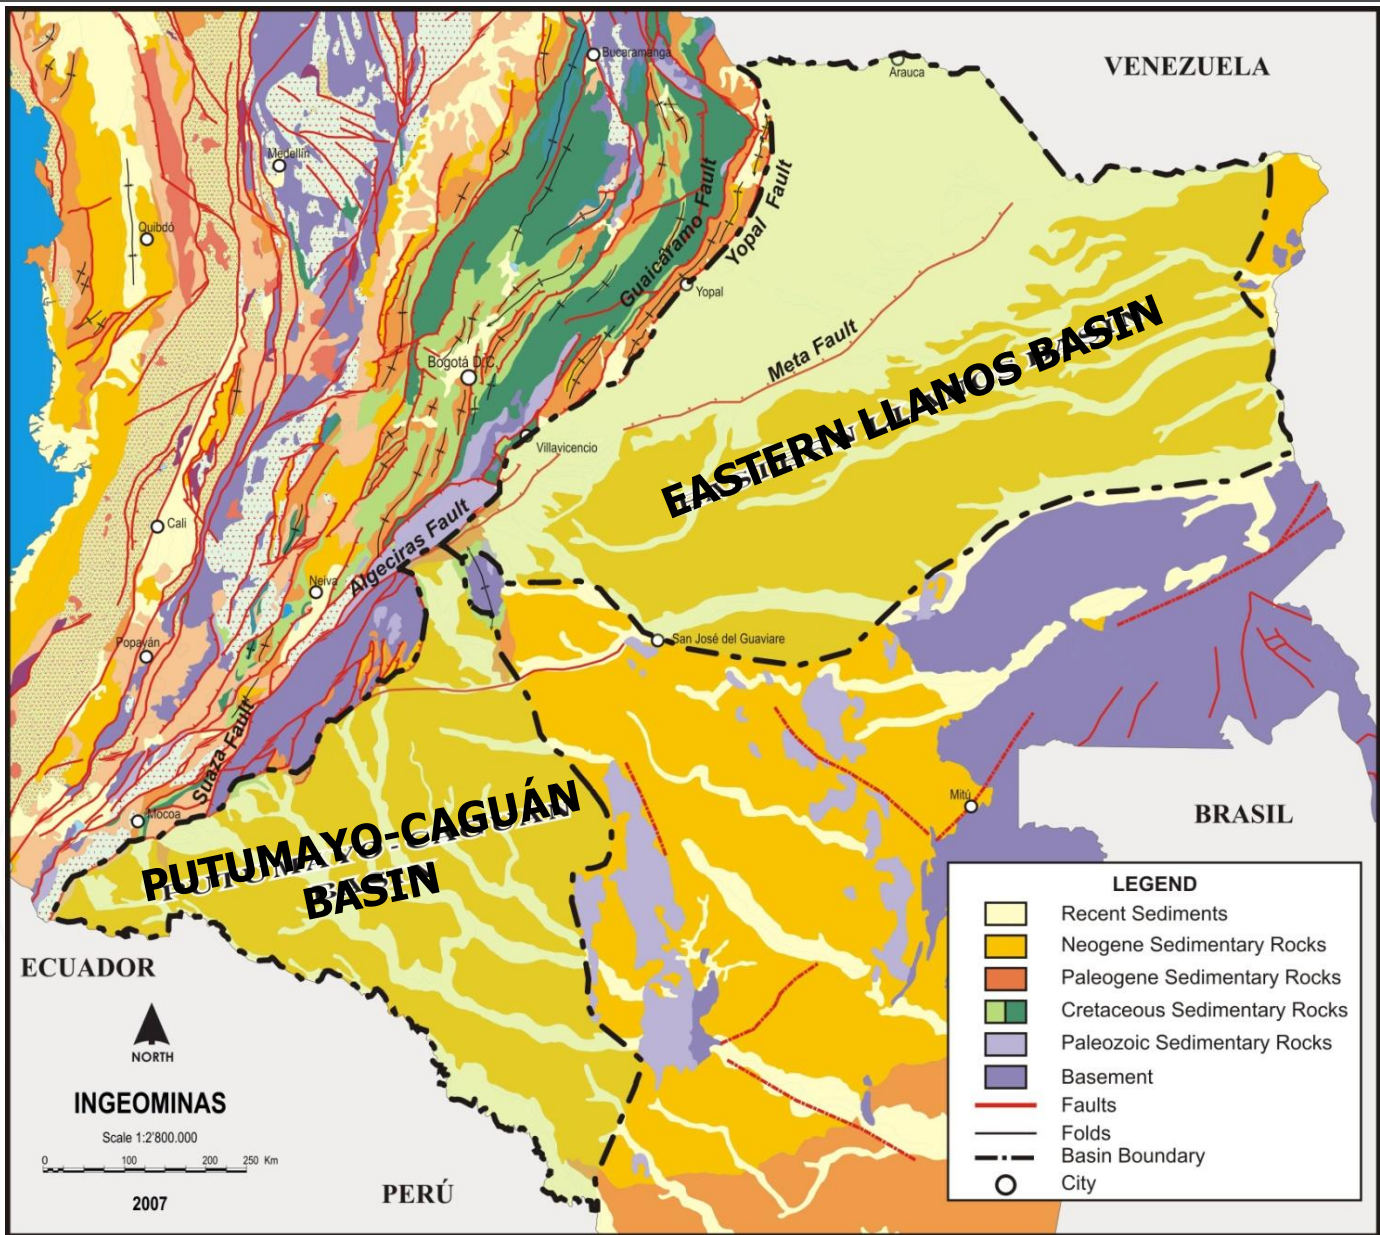 VENEZUELA
Bucaramanga
Arauca
Medellín
Quibdó
Guaicáramo Fault
Yopal Fault
Yopal
Meta Fault
Bogotá D.C.
EASTERN LLANOS BASIN
Villavicencio
Cali
Algeciras Fault
Neiva
San José del Guaviare
Popayán
Suaza Fault
Mitú
Mocoa
PUTUMAYO-CAGUÁN
BASIN
BRASIL
ECUADOR
NORTH
INGEOMINAS
Scale 1:2'800.000
0 100 200 250 Km
2007
PERÚ
LEGEND
Recent Sediments
Neogene Sedimentary Rocks
Paleogene Sedimentary Rocks
Cretaceous Sedimentary Rocks
Paleozoic Sedimentary Rocks
Basement
Faults
Folds
Basin Boundary
City